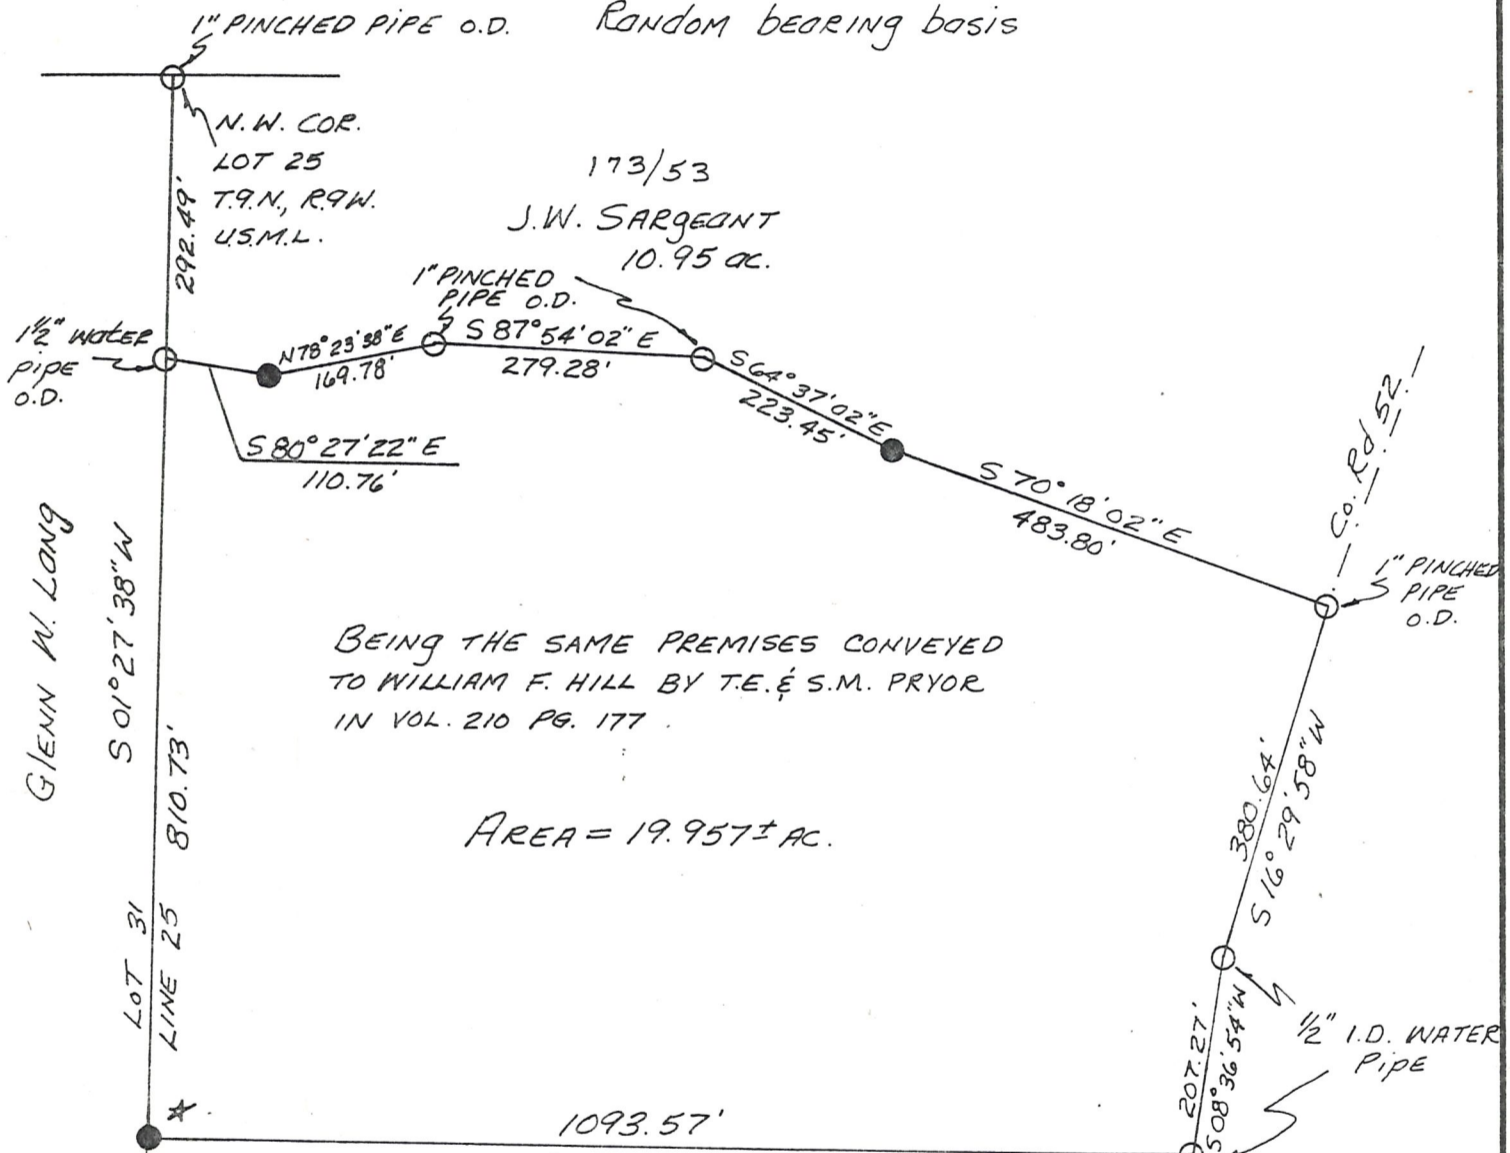 1" PINCHED PIPE O.D.
Random bearing basis
N.W. COR.
LOT 25
T.9.N., R.9W.
U.S.M.L.
292.49'
173/53
J.W. SARGEANT
10.95 ac.
1" PINCHED
PIPE O.D.
1½" WATER
PIPE
O.D.
N78°23'38"E
169.78'
S 87°54'02" E
279.28'
S64°37'02"E
223.45'
S 80°27'22" E
110.76'
S 70°18'02" E
483.80'
Co. Rd 52
1" PINCHED
PIPE
O.D.
GLENN W. LONG
S 01°27'38" W
810.73'
BEING THE SAME PREMISES CONVEYED
TO WILLIAM F. HILL BY T.E. & S.M. PRYOR
IN VOL. 210 PG. 177.
AREA = 19.957± AC.
380.64'
S 16°29'58" W
LOT 31
LINE 25
207.27'
S08°36'54"W
½" I.D. WATER
PIPE
1093.57'